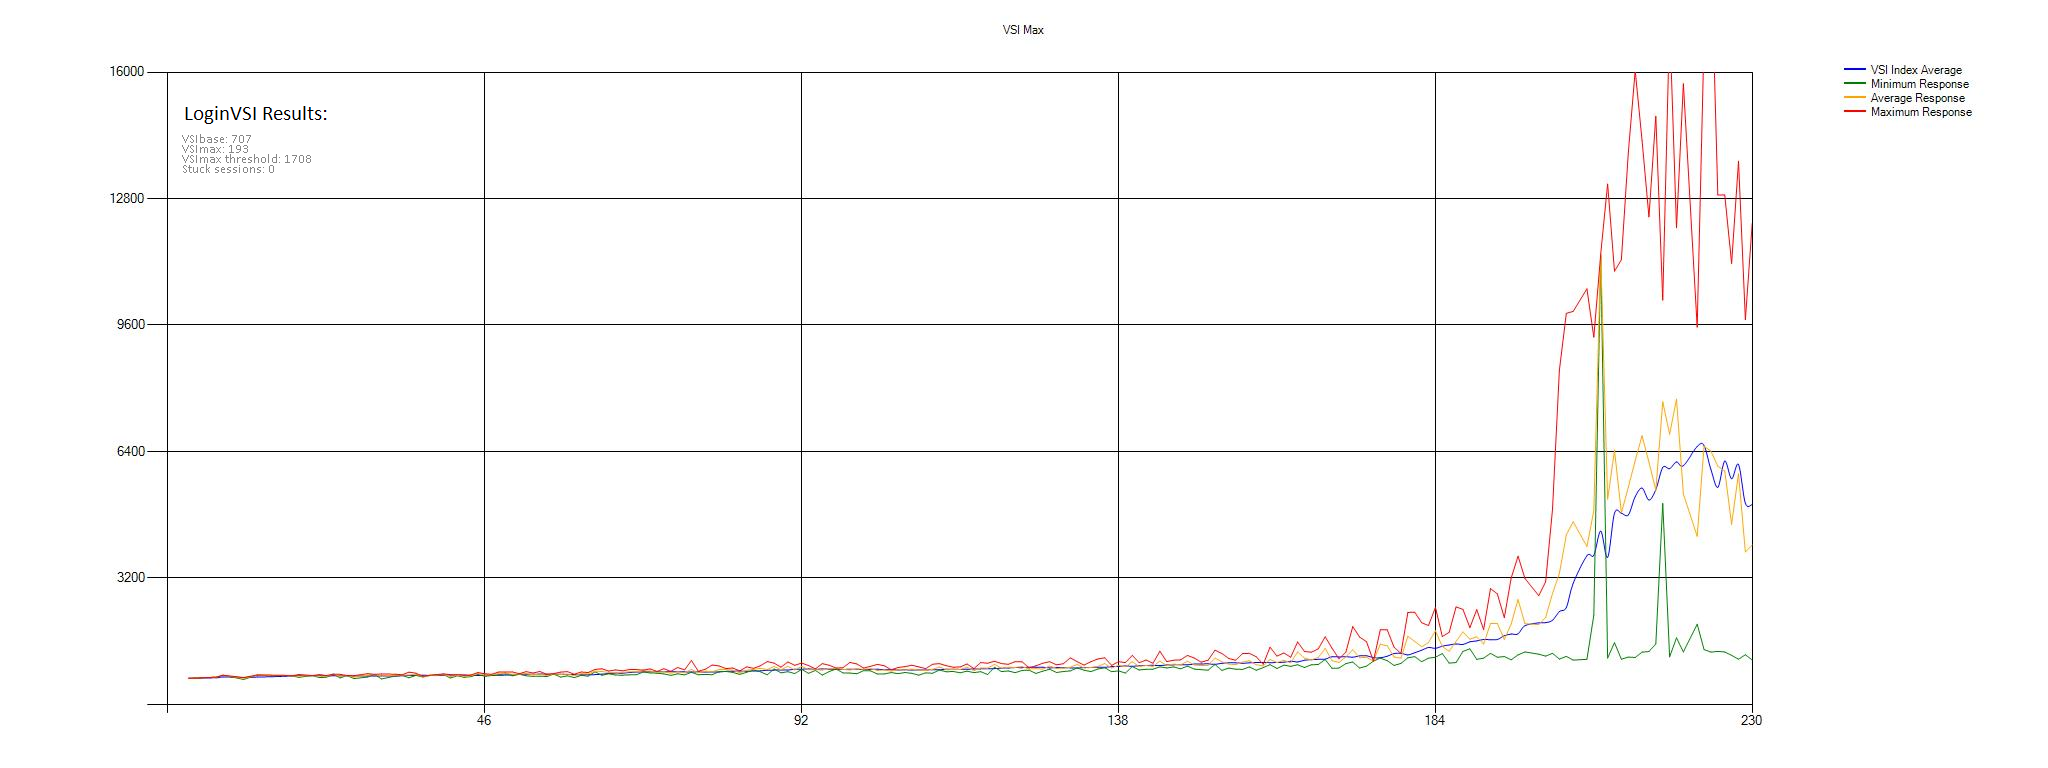 VSI Max
16000
12800
9600
6400
3200
LoginVSI Results:
VSIbase: 707
VSImax: 193
VSImax threshold: 1708
Stuck sessions: 0
VSI Index Average
Minimum Response
Average Response
Maximum Response
46
92
138
184
230